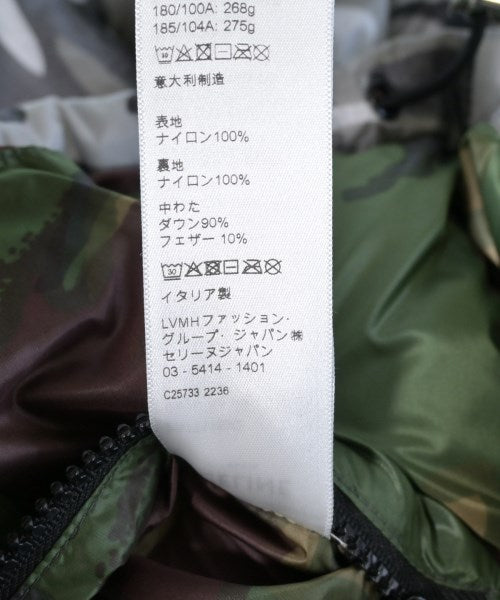 180/100A: 268g
185/104A: 275g
意大利制造
表地
ナイロン100%
裏地
ナイロン100%
中わた
ダウン90%
フェザー 10%
30
イタリア製
LVMHファッション・
グループ・ジャパン㈱
セリーヌジャパン
03 - 5414 - 1401
C25733 2236